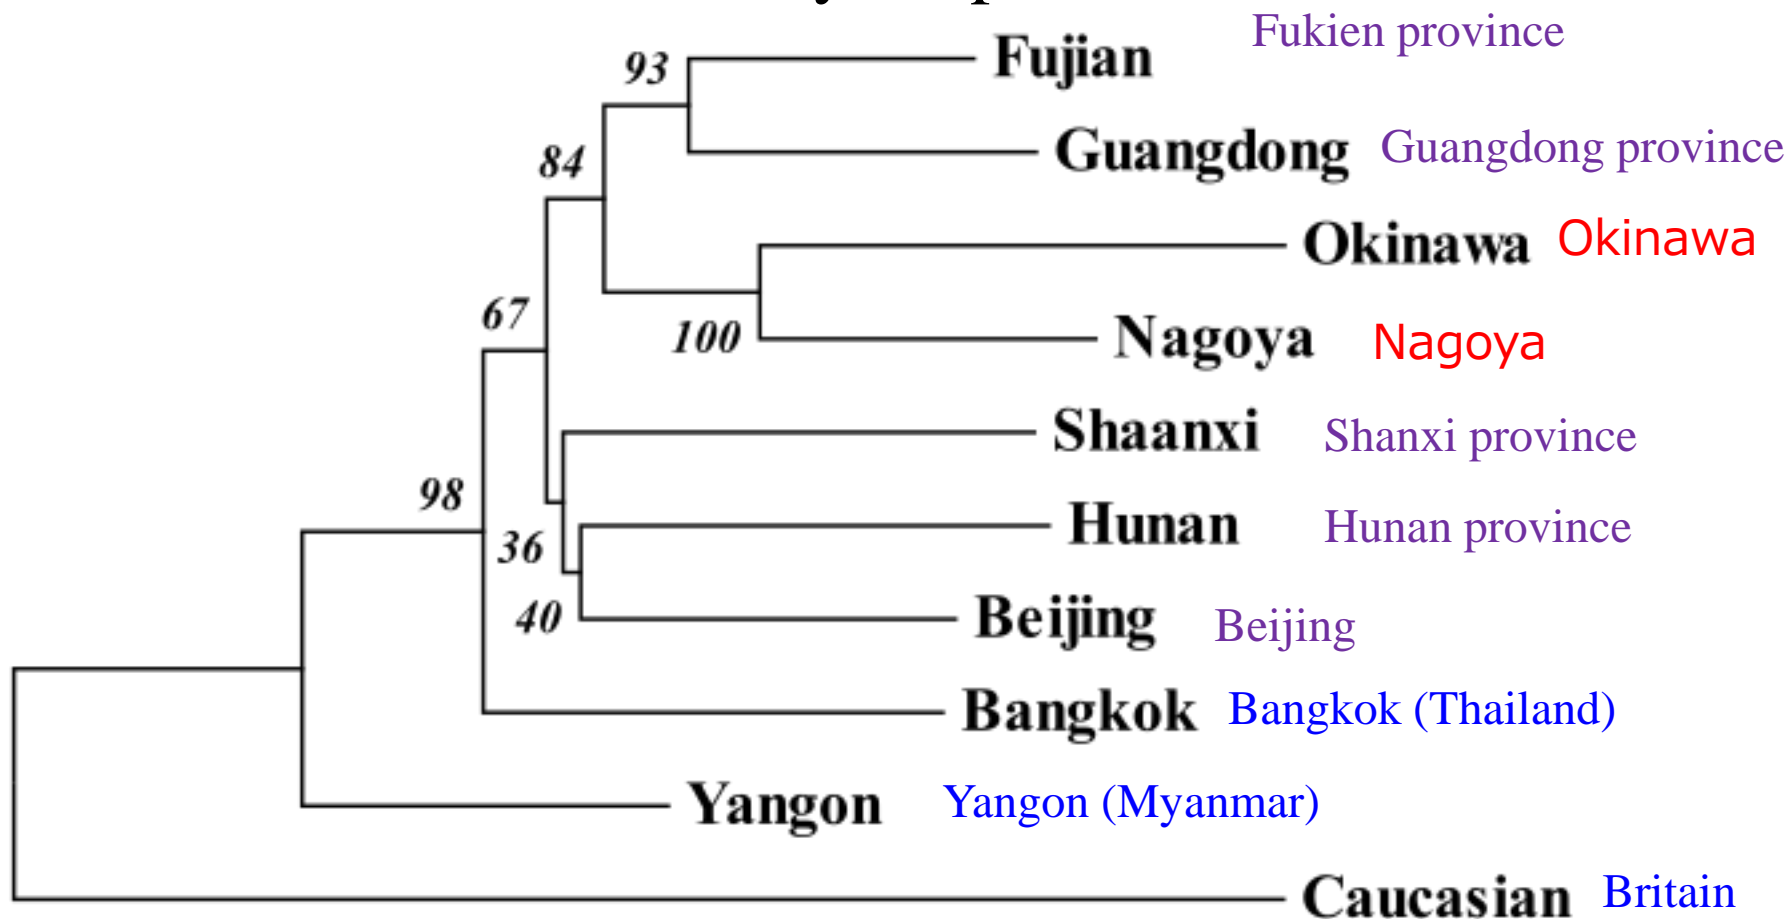 Fukien province
93
Fujian
84
Guangdong Guangdong province
Okinawa Okinawa
67
100
Nagoya Nagoya
Shaanxi Shanxi province
98
36
Hunan Hunan province
40
Beijing Beijing
Bangkok Bangkok (Thailand)
Yangon Yangon (Myanmar)
Caucasian Britain